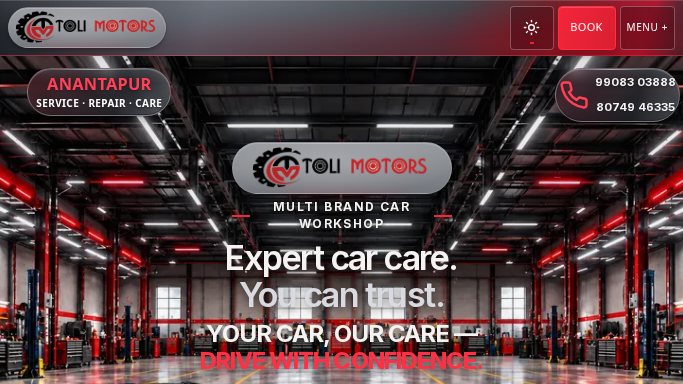 TOLI MOTORS
BOOK
MENU +
ANANTAPUR
SERVICE · REPAIR · CARE
99083 03888
80749 46335
TOLI MOTORS
MULTI BRAND CAR
WORKSHOP
Expert car care.
You can trust.
YOUR CAR, OUR CARE —
DRIVE WITH CONFIDENCE.